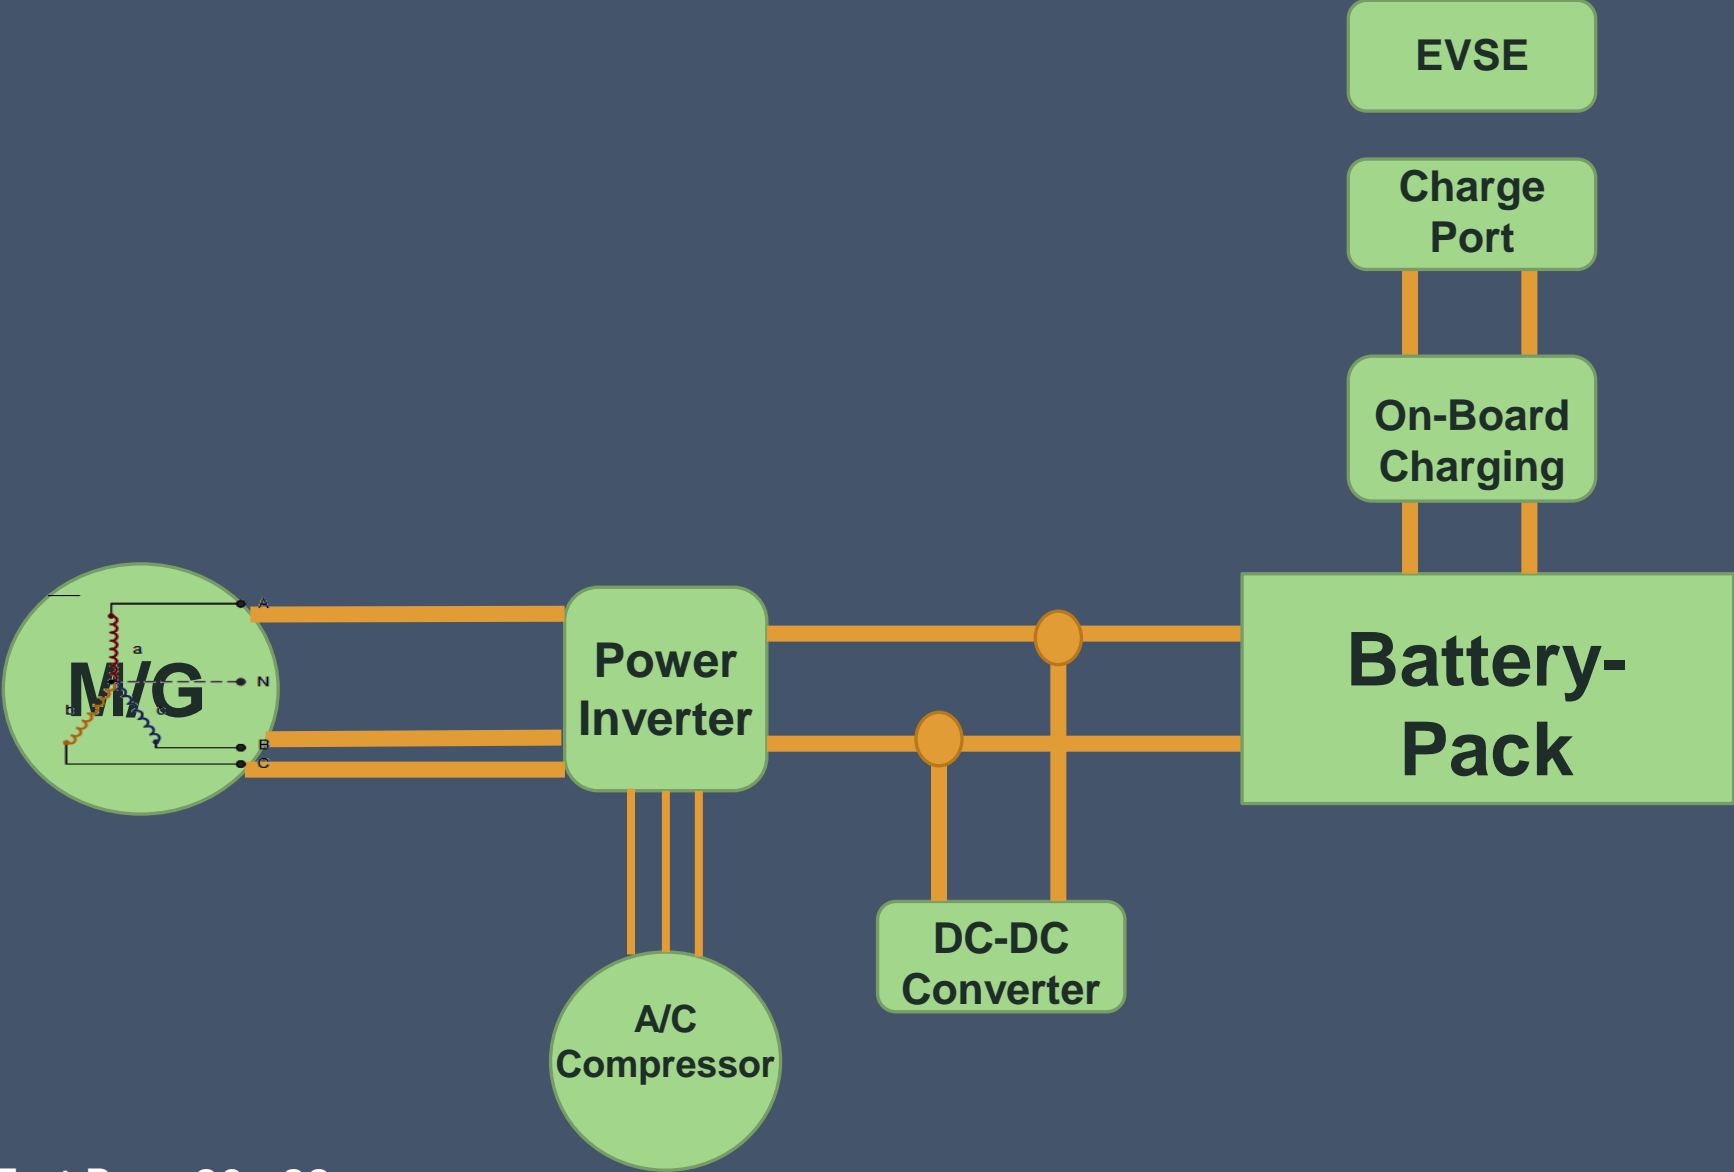 EVSE
Charge
Port
On-Board
Charging
A
a
M/G
N
b
c
B
C
Power
Inverter
Battery-
Pack
DC-DC
Converter
A/C
Compressor